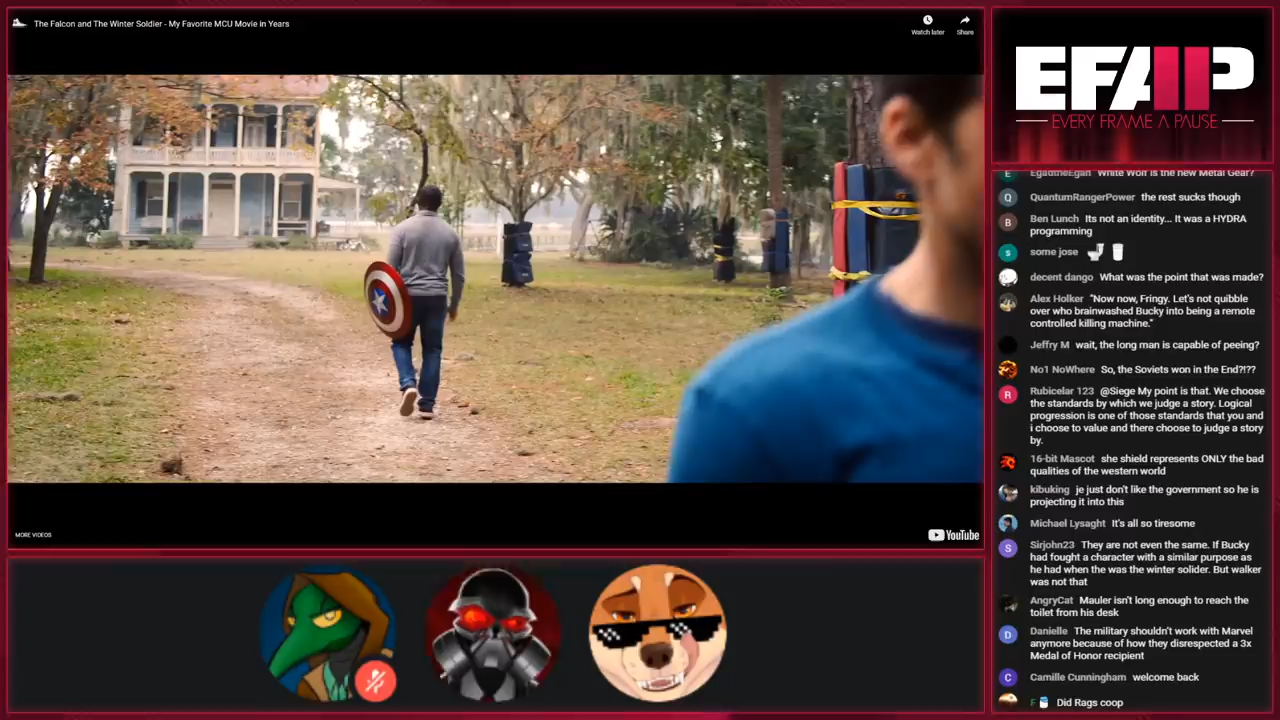 The Falcon and The Winter Soldier - My Favorite MCU Movie in Years
Watch later
Share
MORE VIDEOS
YouTube
EFAP
EVERY FRAME A PAUSE
EgadtheEgan White Wolf is the new Metal Gear?
QuantumRangerPower the rest sucks though
Ben Lunch Its not an identity... It was a HYDRA
programming
some jose
decent dango What was the point that was made?
Alex Holker "Now now, Fringy. Let's not quibble
over who brainwashed Bucky into being a remote
controlled killing machine."
Jeffry M wait, the long man is capable of peeing?
No1 NoWhere So, the Soviets won in the End!?!??
Rubicelar 123 @Siege My point is that. We choose
the standards by which we judge a story. Logical
progression is one of those standards that you and
i choose to value and there choose to judge a story
by.
16-bit Mascot she shield represents ONLY the bad
qualities of the western world
kibuking je just don't like the government so he is
projecting it into this
Michael Lysaght It's all so tiresome
Sirjohn23 They are not even the same. If Bucky
had fought a character with a similar purpose as
he had when the was the winter solider. But walker
was not that
AngryCat Mauler isn't long enough to reach the
toilet from his desk
Danielle The military shouldn't work with Marvel
anymore because of how they disrespected a 3x
Medal of Honor recipient
Camille Cunningham welcome back
F Did Rags coop